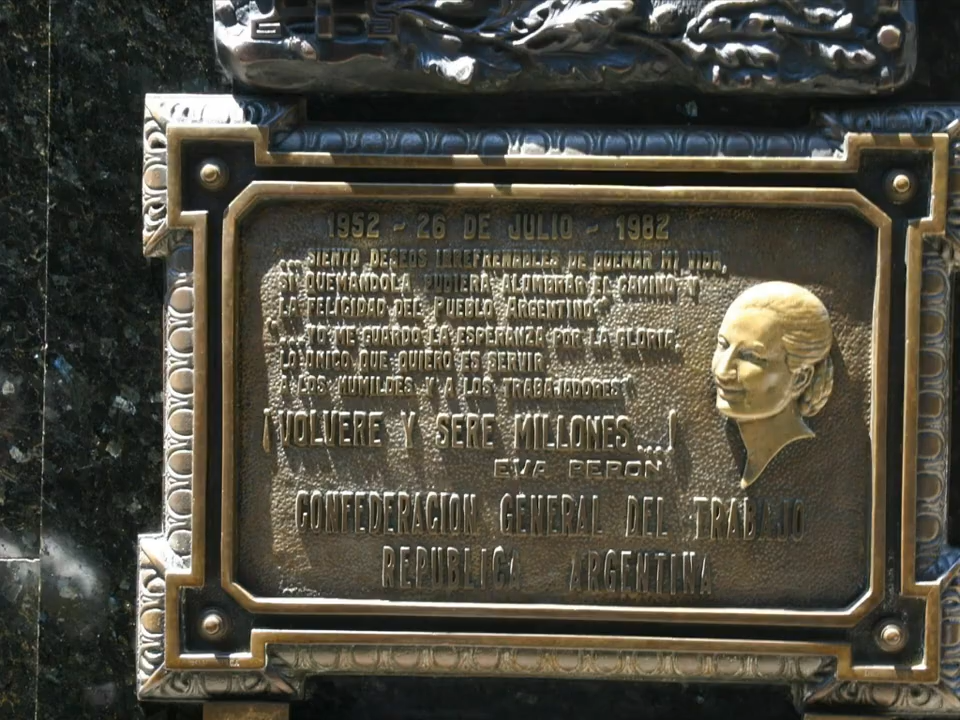 1952 - 26 DE JULIO - 1982
... SIENTO DESEOS IRREFRENABLES DE QUEMAR MI VIDA,
SI QUEMANDOLA PUDIERA ALUMBRAR EL CAMINO Y
LA FELICIDAD DEL PUEBLO ARGENTINO"
"... YO ME GUARDO LA ESPERANZA POR LA GLORIA.
LO UNICO QUE QUIERO ES SERVIR
A LOS HUMILDES Y A LOS TRABAJADORES"
¡VOLVERE Y SERE MILLONES...!
EVA PERON
CONFEDERACION GENERAL DEL TRABAJO
REPUBLICA ARGENTINA